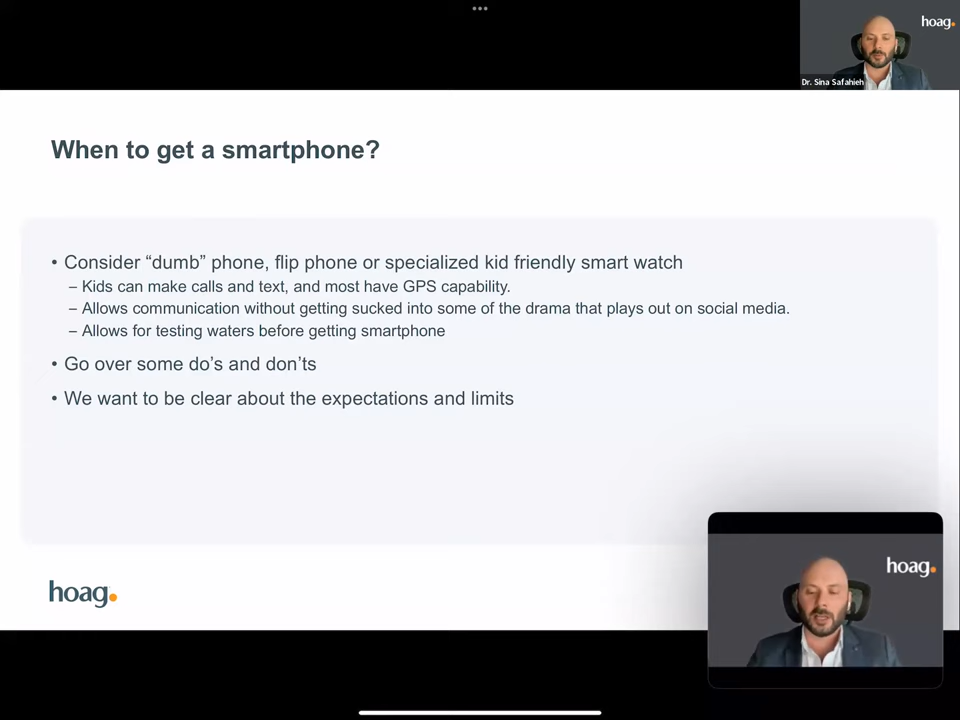 hoag.
Dr. Sina Safahieh
When to get a smartphone?
• Consider “dumb” phone, flip phone or specialized kid friendly smart watch
– Kids can make calls and text, and most have GPS capability.
– Allows communication without getting sucked into some of the drama that plays out on social media.
– Allows for testing waters before getting smartphone
• Go over some do’s and don’ts
• We want to be clear about the expectations and limits
hoag.
hoag.